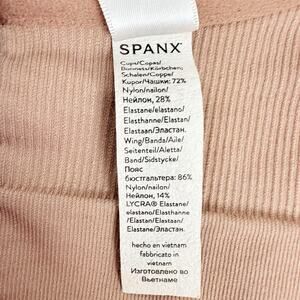 SPANX
Cups/Copas/
Bonnets/Körbchen/
Schalen/Coppe/
Kupor/Чашки: 72%
Nylon/nailon/
Нейлон, 28%
Elastane/elastano/
Elasthanne/Elastan/
Elastaan/Эластан.
Wing/Banda/Aile/
Seitenteil/Aletta/
Band/Sidstycke/
Пояс
бюстгальтера: 86%
Nylon/nailon/
Нейлон, 14%
LYCRA® Elastane/
elastano/Elasthanne
/Elastan/Elastaan/
Elastane/Эластан.
hecho en vietnam
fabbricato in
vietnam
Изготовлено во
Вьетнаме